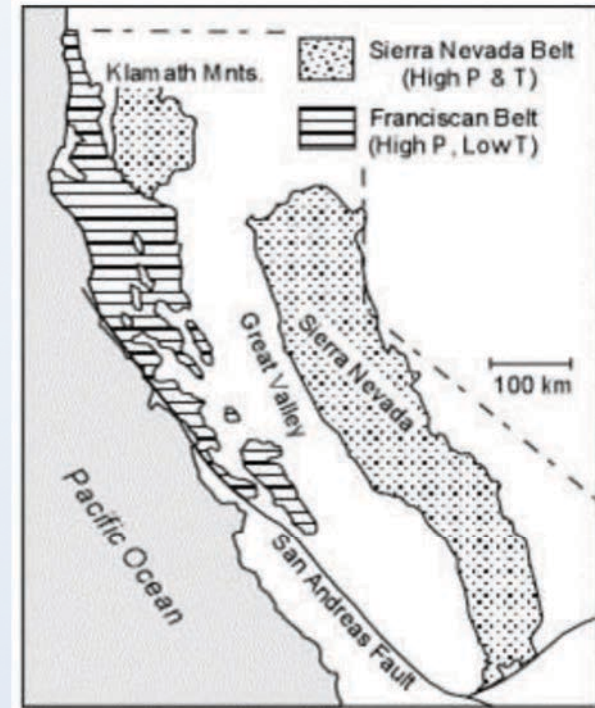 Klamath Mnts.
Sierra Nevada Belt
(High P & T)
Franciscan Belt
(High P, Low T)
Great Valley
Sierra Nevada
100 km
Pacific Ocean
San Andreas Fault